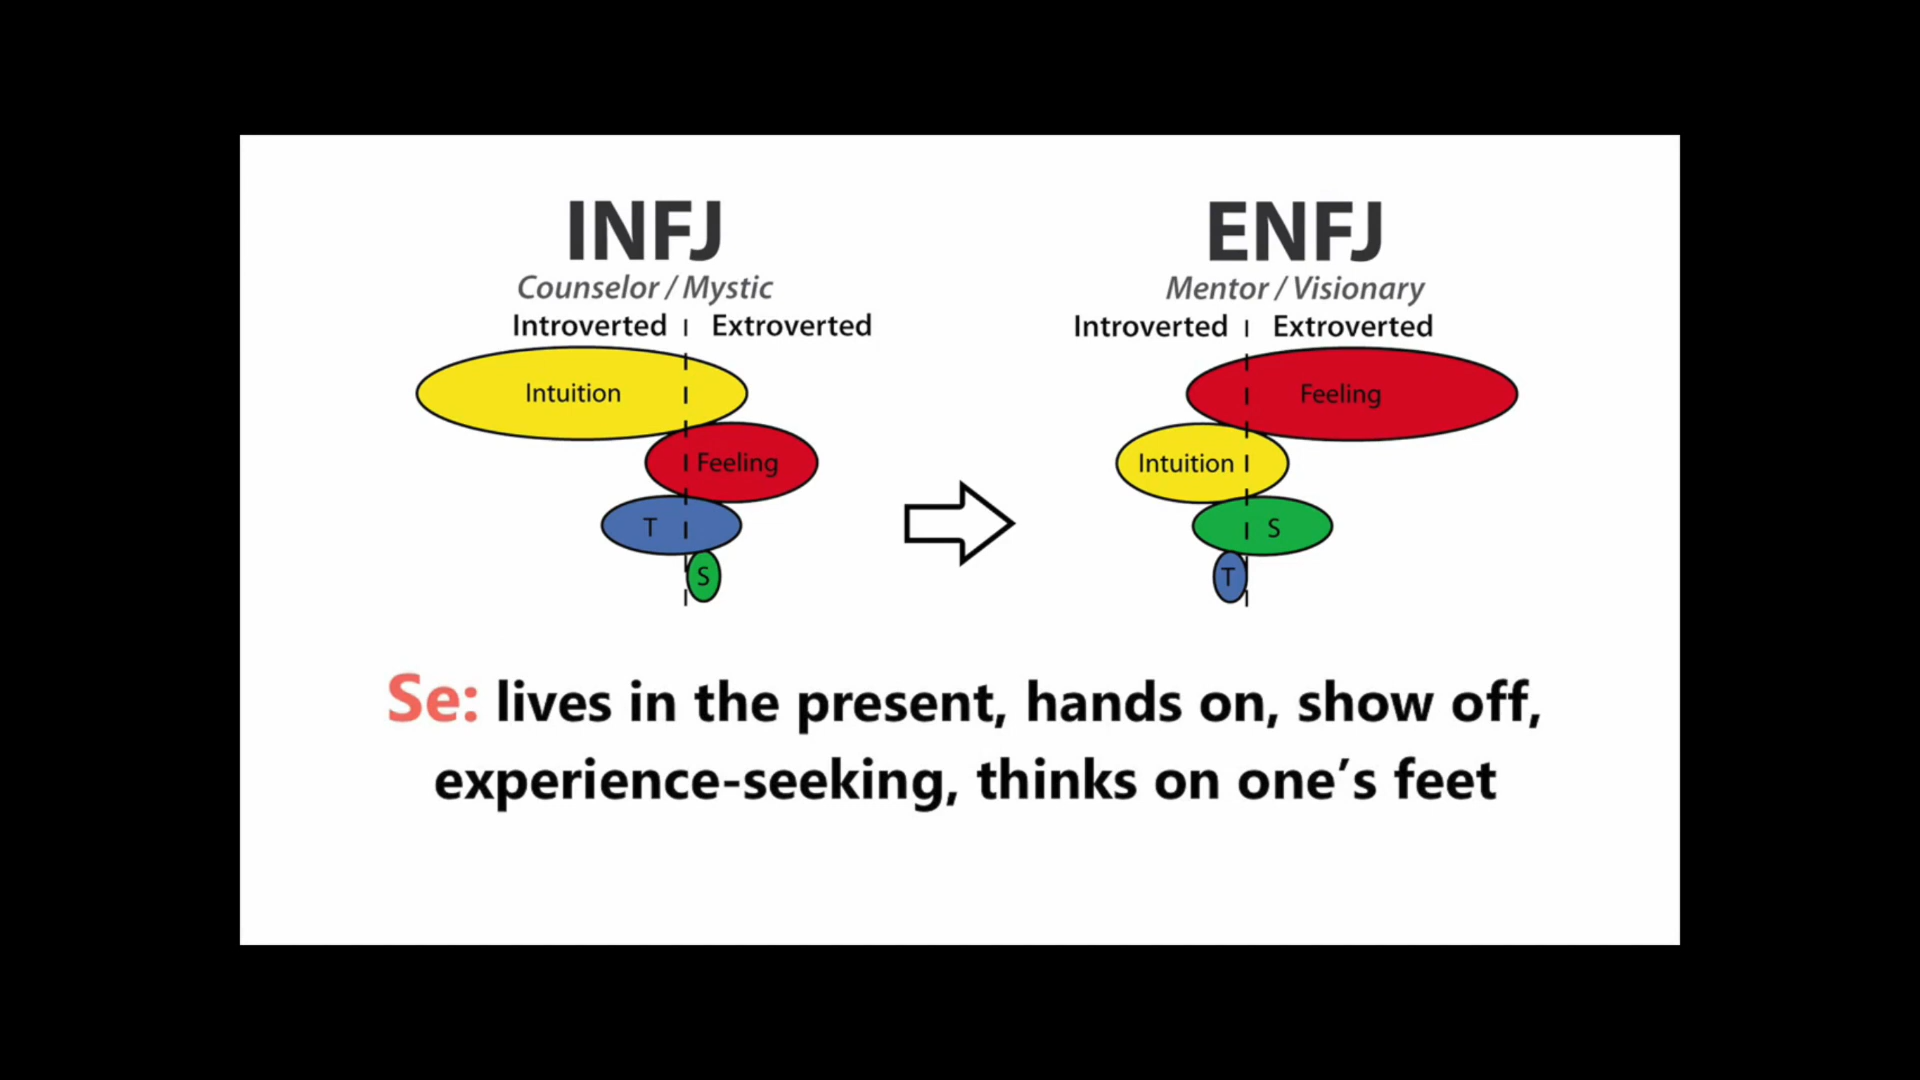 INFJ
Counselor / Mystic
Introverted | Extroverted
Intuition
Feeling
T
S
ENFJ
Mentor / Visionary
Introverted | Extroverted
Feeling
Intuition
S
T
Se: lives in the present, hands on, show off,
experience-seeking, thinks on one’s feet